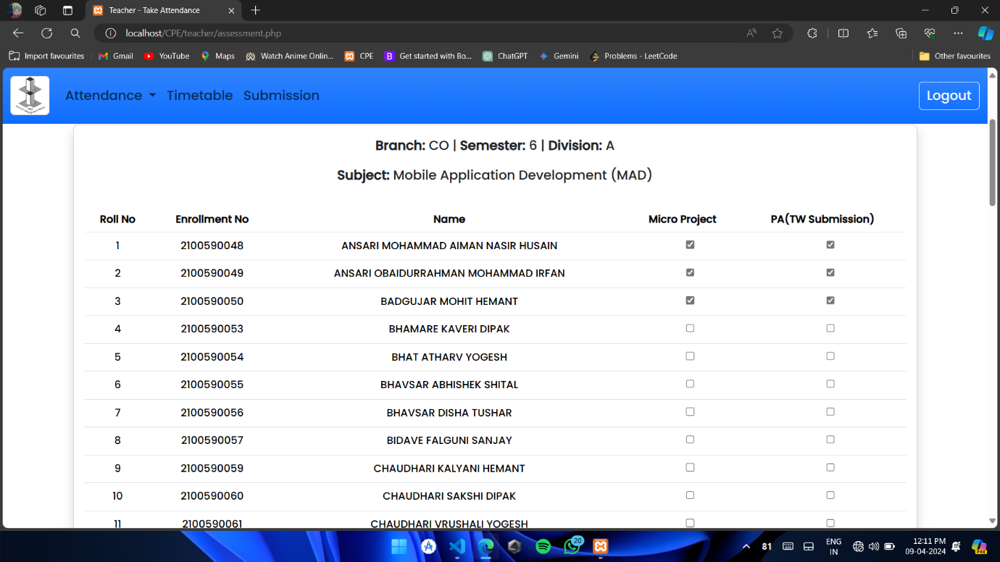 Teacher - Take Attendance
localhost/CPE/teacher/assessment.php
Import favourites Gmail YouTube Maps Watch Anime Onlin... CPE B Get started with Bo... ChatGPT Gemini Problems - LeetCode Other favourites
Attendance Timetable Submission Logout
Branch: CO | Semester: 6 | Division: A
Subject: Mobile Application Development (MAD)
Roll No Enrollment No Name Micro Project PA(TW Submission)
1 2100590048 ANSARI MOHAMMAD AIMAN NASIR HUSAIN
2 2100590049 ANSARI OBAIDURRAHMAN MOHAMMAD IRFAN
3 2100590050 BADGUJAR MOHIT HEMANT
4 2100590053 BHAMARE KAVERI DIPAK
5 2100590054 BHAT ATHARV YOGESH
6 2100590055 BHAVSAR ABHISHEK SHITAL
7 2100590056 BHAVSAR DISHA TUSHAR
8 2100590057 BIDAVE FALGUNI SANJAY
9 2100590059 CHAUDHARI KALYANI HEMANT
10 2100590060 CHAUDHARI SAKSHI DIPAK
11 2100590061 CHAUDHARI VRUSHALI YOGESH
20 81 ENG 12:11 PM
IN 09-04-2024 PRE